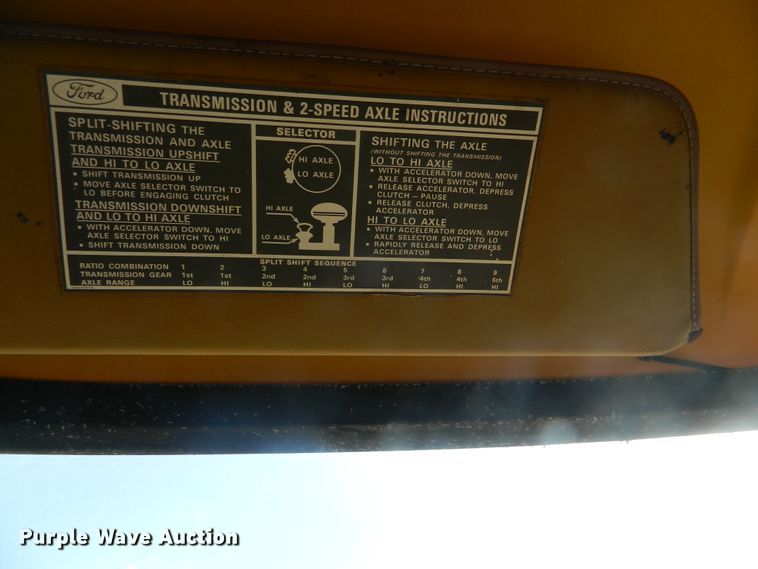 Ford
TRANSMISSION & 2-SPEED AXLE INSTRUCTIONS
SPLIT-SHIFTING THE
TRANSMISSION AND AXLE
TRANSMISSION UPSHIFT
AND HI TO LO AXLE
• SHIFT TRANSMISSION UP
• MOVE AXLE SELECTOR SWITCH TO
LO BEFORE ENGAGING CLUTCH
TRANSMISSION DOWNSHIFT
AND LO TO HI AXLE
• WITH ACCELERATOR DOWN, MOVE
AXLE SELECTOR SWITCH TO HI
• SHIFT TRANSMISSION DOWN
SELECTOR
HI AXLE
LO AXLE
HI AXLE
LO AXLE
SHIFTING THE AXLE
(WITHOUT SHIFTING THE TRANSMISSION)
LO TO HI AXLE
• WITH ACCELERATOR DOWN, MOVE
AXLE SELECTOR SWITCH TO HI
• RELEASE ACCELERATOR, DEPRESS
CLUTCH — PAUSE
• RELEASE CLUTCH, DEPRESS
ACCELERATOR
HI TO LO AXLE
• WITH ACCELERATOR DOWN, MOVE
AXLE SELECTOR SWITCH TO LO
• RAPIDLY RELEASE AND DEPRESS
ACCELERATOR
SPLIT SHIFT SEQUENCE
RATIO COMBINATION 1 2 3 4 5 6 7 8 9
TRANSMISSION GEAR 1st 1st 2nd 2nd 3rd 3rd 4th 4th 5th
AXLE RANGE LO HI LO HI LO HI LO HI HI
Purple Wave Auction